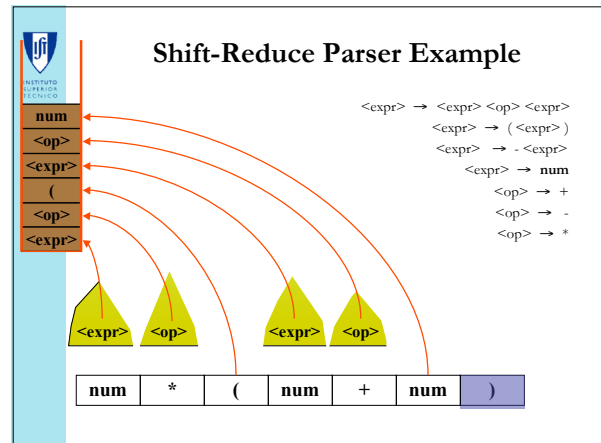 Shift-Reduce Parser Example
INSTITUTO
SUPERIOR
TÉCNICO
<expr> → <expr> <op> <expr>
<expr> → ( <expr> )
<expr> → - <expr>
<expr> → num
<op> → +
<op> → -
<op> → *
num
<op>
<expr>
(
<op>
<expr>
<expr> <op> <expr> <op>
num * ( num + num )